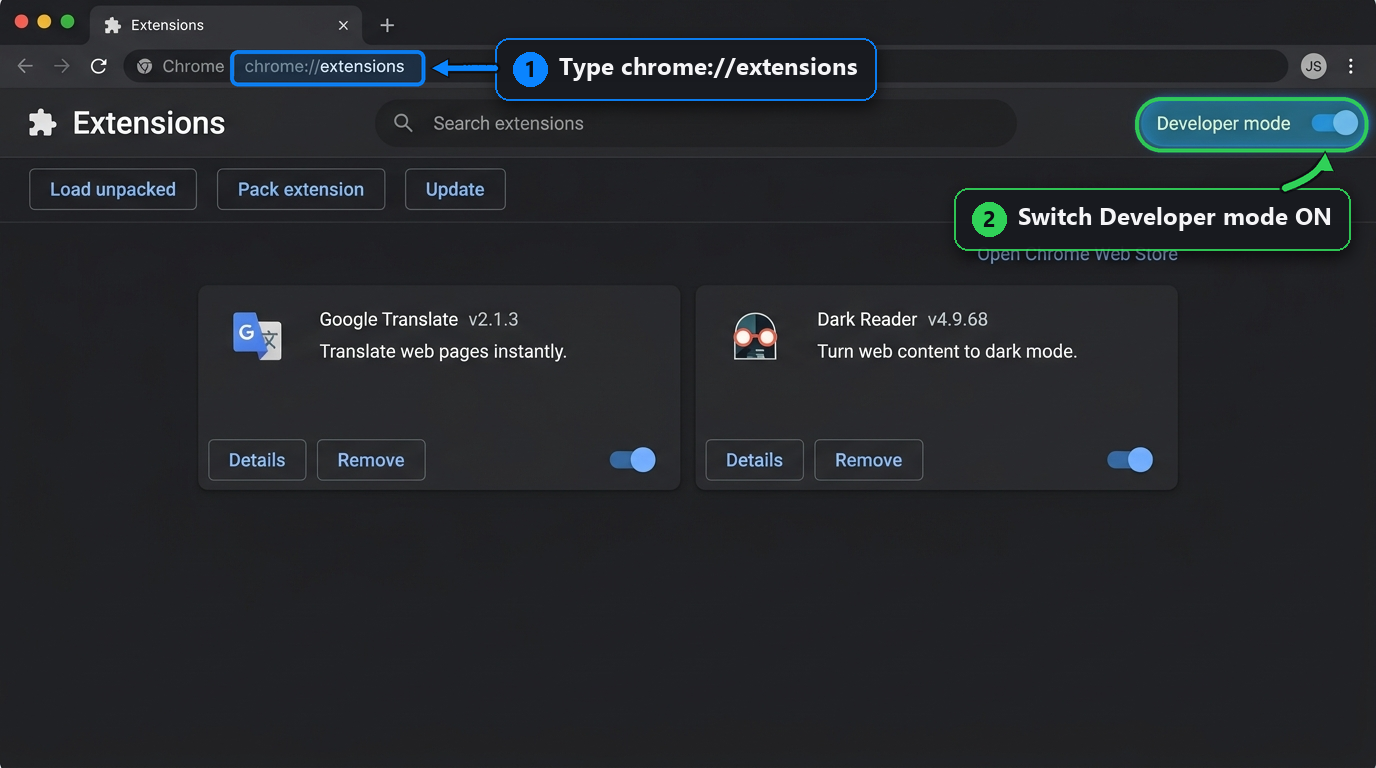 Extensions
Chrome chrome://extensions
1 Type chrome://extensions
JS
Extensions
Search extensions
Developer mode
Load unpacked
Pack extension
Update
2 Switch Developer mode ON
Open Chrome Web Store
G 文
Google Translate v2.1.3
Translate web pages instantly.
Details
Remove
Dark Reader v4.9.68
Turn web content to dark mode.
Details
Remove